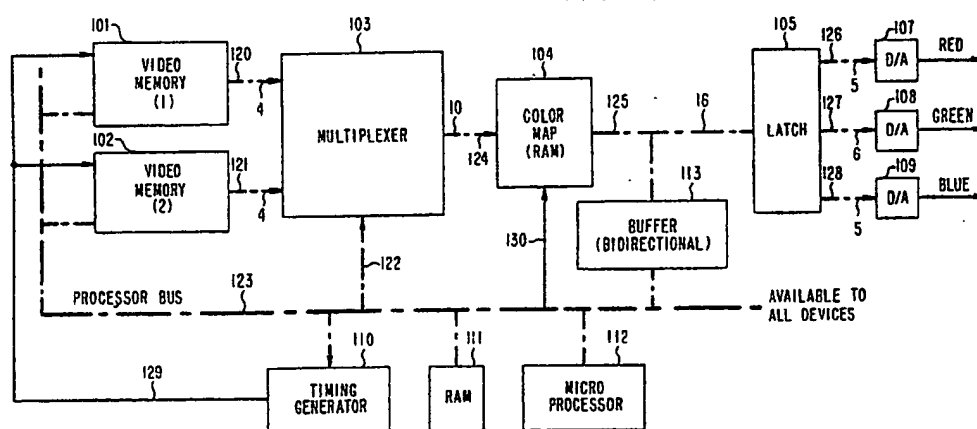 101
VIDEO
MEMORY
(1)
120
4
102
VIDEO
MEMORY
(2)
121
4
103
MULTIPLEXER
122
10
124
104
COLOR
MAP
(RAM)
125
16
130
113
BUFFER
(BIDIRECTIONAL)
105
LATCH
126
5
107
D/A
RED
127
6
108
D/A
GREEN
128
5
109
D/A
BLUE
PROCESSOR BUS
123
AVAILABLE TO
ALL DEVICES
129
110
TIMING
GENERATOR
111
RAM
112
MICRO
PROCESSOR